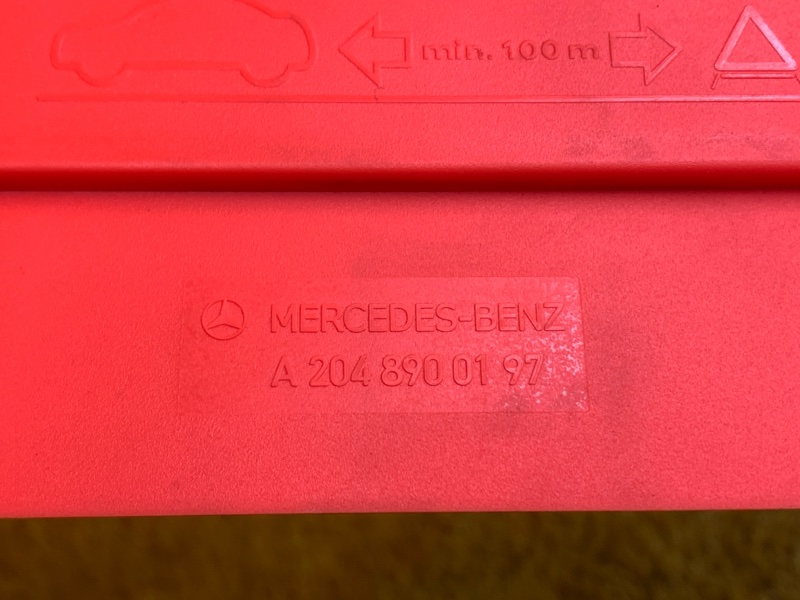 min. 100 m
MERCEDES-BENZ
A 204 890 01 97